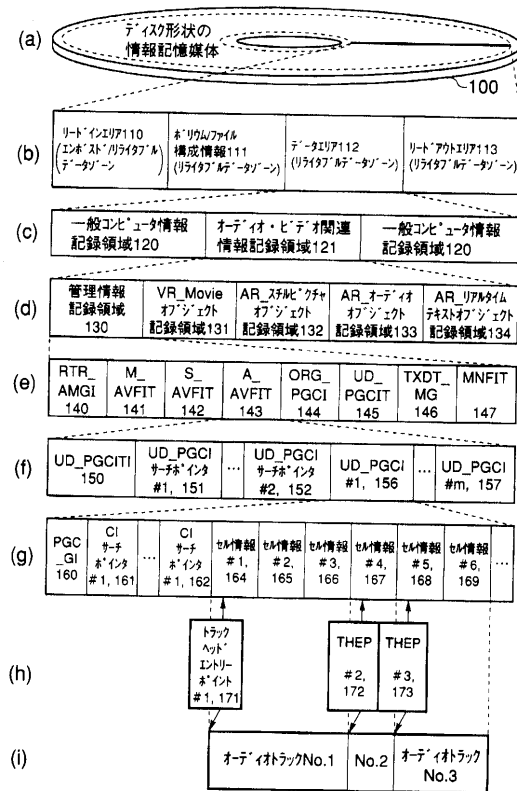 (a)
ディスク形状の
情報記憶媒体
100
(b)
リードインエリア110
(エンボスド/リライタブル
データゾーン)
ボリウム/ファイル
構成情報111
(リライタブルデータゾーン)
データエリア112
(リライタブルデータゾーン)
リードアウトエリア113
(リライタブルデータゾーン)
(c)
一般コンピュータ情報
記録領域120
オーディオ・ビデオ関連
情報記録領域121
一般コンピュータ情報
記録領域120
(d)
管理情報
記録領域
130
VR_Movie
オブジェクト
記録領域131
AR_スチルピクチャ
オブジェクト
記録領域132
AR_オーディオ
オブジェクト
記録領域133
AR_リアルタイム
テキストオブジェクト
記録領域134
(e)
RTR_
AMGI
140
M_
AVFIT
141
S_
AVFIT
142
A_
AVFIT
143
ORG_
PGCI
144
UD_
PGCIT
145
TXDT_
MG
146
MNFIT
147
(f)
UD_PGCITI
150
UD_PGCI
サーチポインタ
#1, 151
…
UD_PGCI
サーチポインタ
#2, 152
UD_PGCI
#1, 156
…
UD_PGCI
#m, 157
(g)
PGC
_GI
160
CI
サーチ
ポインタ
#1, 161
…
CI
サーチ
ポインタ
#1, 162
セル情報
#1,
164
セル情報
#2,
165
セル情報
#3,
166
セル情報
#4,
167
セル情報
#5,
168
セル情報
#6,
169
…
(h)
トラック
ヘッド
エントリー
ポイント
#1, 171
THEP
#2,
172
THEP
#3,
173
(i)
オーディオトラックNo.1
No.2
オーディオトラック
No.3